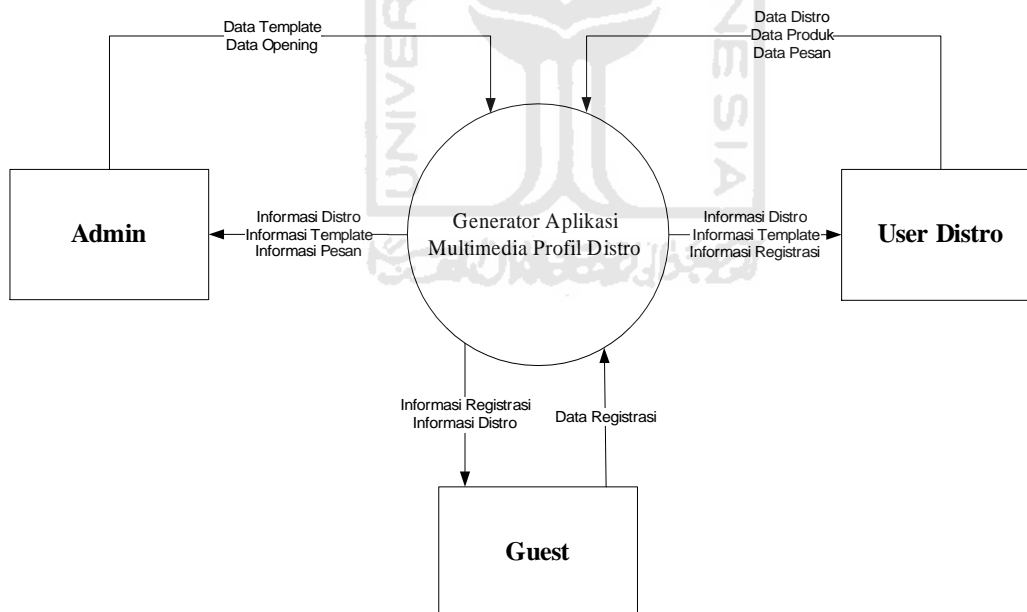 Data Template
Data Opening
Data Distro
Data Produk
Data Pesan
Admin
Informasi Distro
Informasi Template
Informasi Pesan
Generator Aplikasi
Multimedia Profil Distro
Informasi Distro
Informasi Template
Informasi Registrasi
User Distro
Informasi Registrasi
Informasi Distro
Data Registrasi
Guest